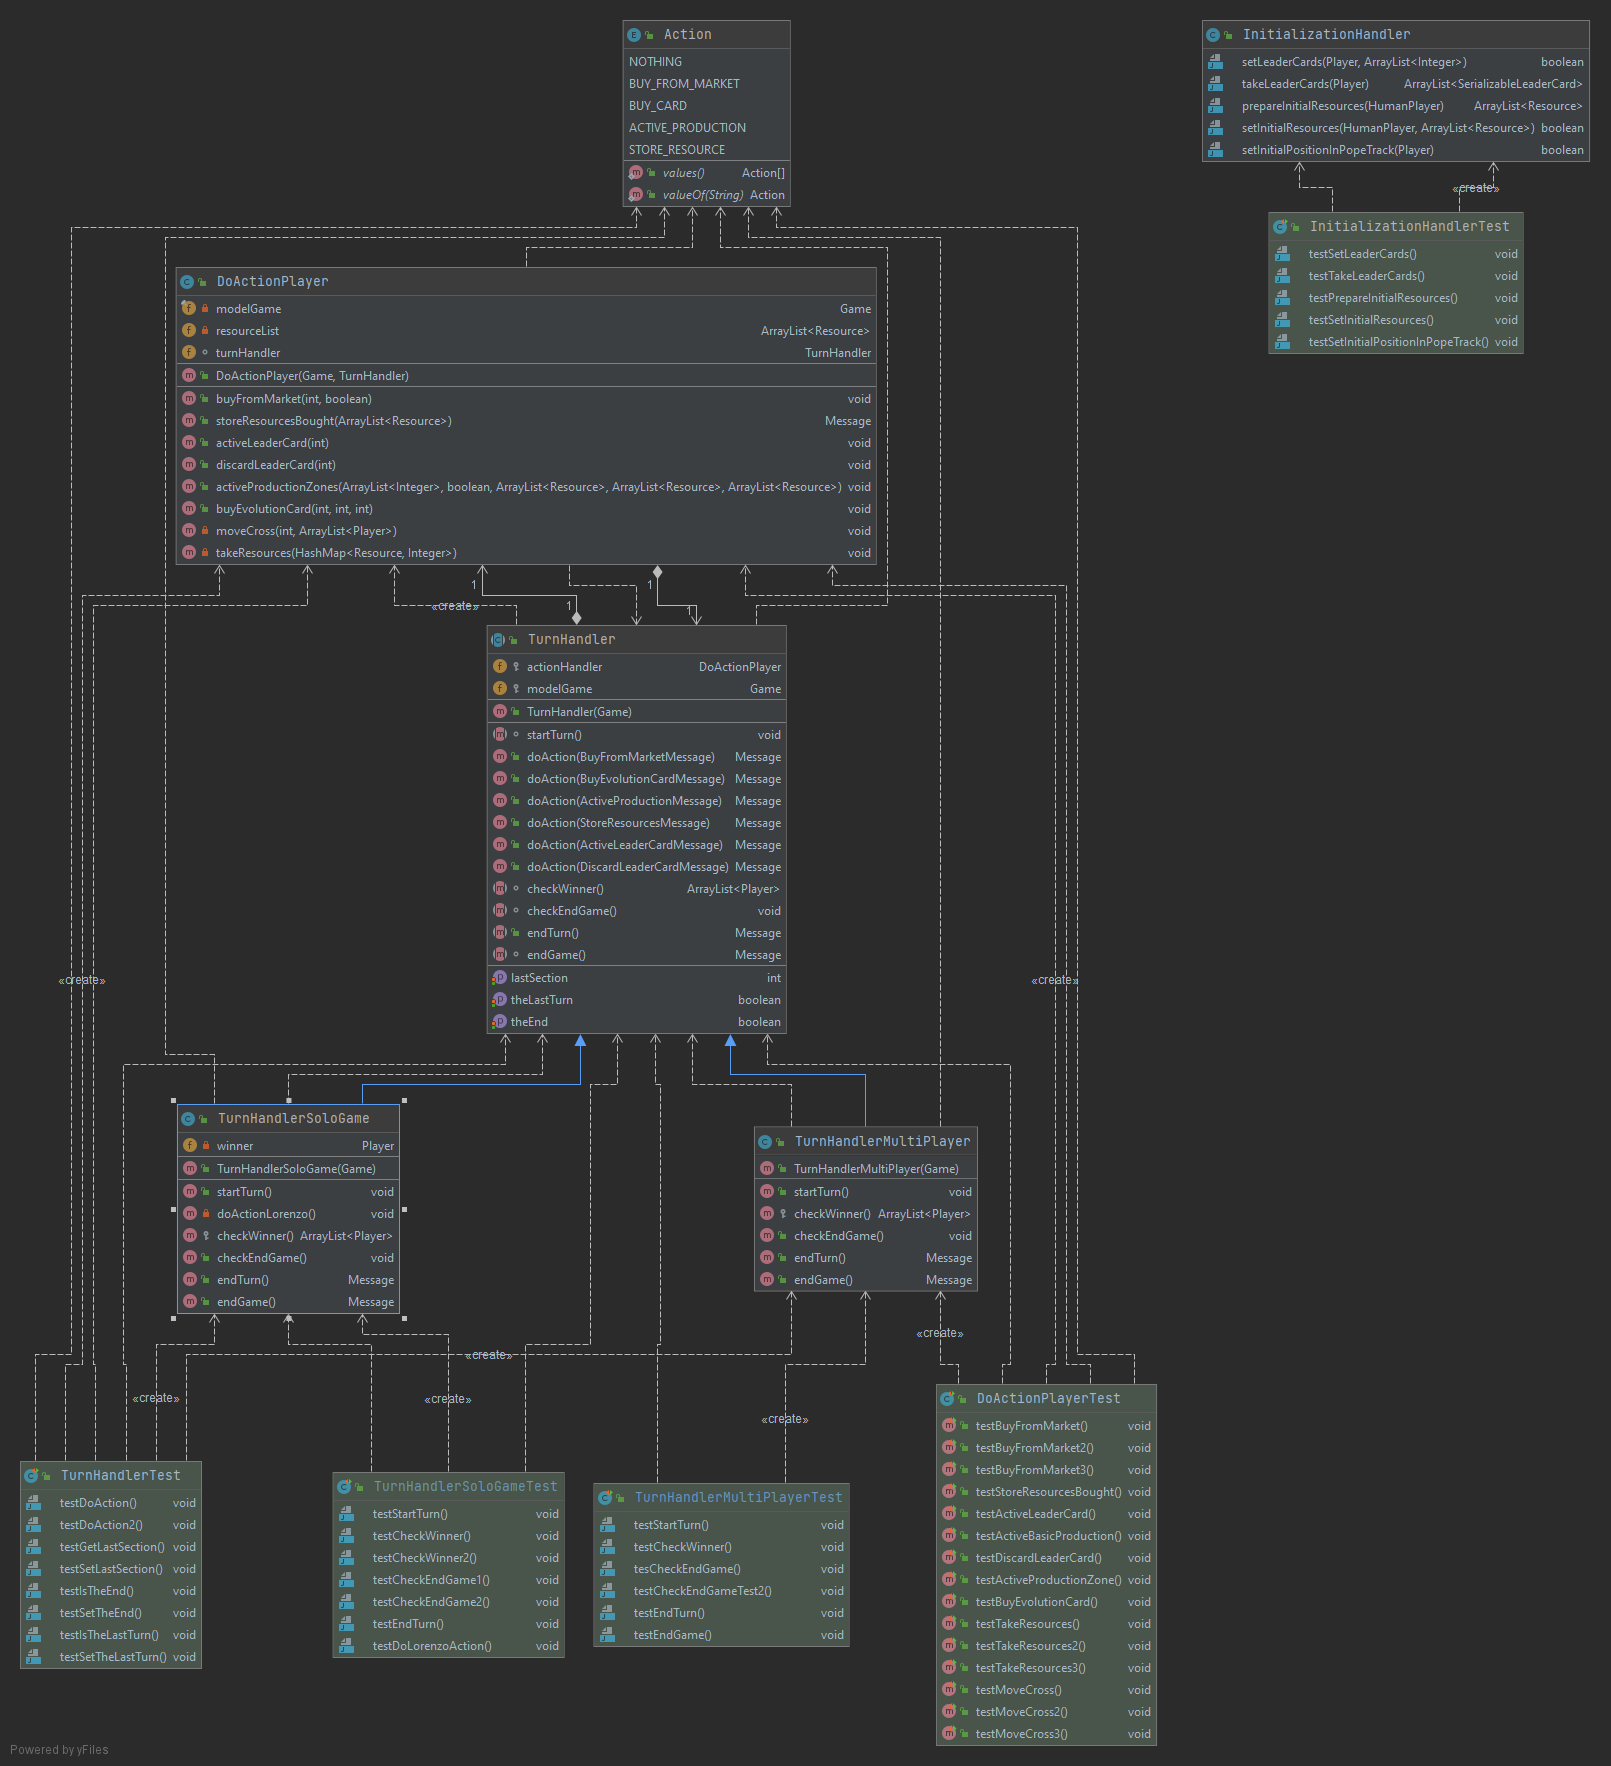 Action
NOTHING
BUY_FROM_MARKET
BUY_CARD
ACTIVE_PRODUCTION
STORE_RESOURCE
values() Action[]
valueOf(String) Action
InitializationHandler
setLeaderCards(Player, ArrayList<Integer>) boolean
takeLeaderCards(Player) ArrayList<SerializableLeaderCard>
prepareInitialResources(HumanPlayer) ArrayList<Resource>
setInitialResources(HumanPlayer, ArrayList<Resource>) boolean
setInitialPositionInPopeTrack(Player) boolean
«create»
InitializationHandlerTest
testSetLeaderCards() void
testTakeLeaderCards() void
testPrepareInitialResources() void
testSetInitialResources() void
testSetInitialPositionInPopeTrack() void
DoActionPlayer
modelGame Game
resourceList ArrayList<Resource>
turnHandler TurnHandler
DoActionPlayer(Game, TurnHandler)
buyFromMarket(int, boolean) void
storeResourcesBought(ArrayList<Resource>) Message
activeLeaderCard(int) void
discardLeaderCard(int) void
activeProductionZones(ArrayList<Integer>, boolean, ArrayList<Resource>, ArrayList<Resource>, ArrayList<Resource>) void
buyEvolutionCard(int, int, int) void
moveCross(int, ArrayList<Player>) void
takeResources(HashMap<Resource, Integer>) void
1 1
«create» 1 1
TurnHandler
actionHandler DoActionPlayer
modelGame Game
TurnHandler(Game)
startTurn() void
doAction(BuyFromMarketMessage) Message
doAction(BuyEvolutionCardMessage) Message
doAction(ActiveProductionMessage) Message
doAction(StoreResourcesMessage) Message
doAction(ActiveLeaderCardMessage) Message
doAction(DiscardLeaderCardMessage) Message
checkWinner() ArrayList<Player>
checkEndGame() void
endTurn() Message
endGame() Message
lastSection int
theLastTurn boolean
theEnd boolean
«create»
«create»
TurnHandlerSoloGame
winner Player
TurnHandlerSoloGame(Game)
startTurn() void
doActionLorenzo() void
checkWinner() ArrayList<Player>
checkEndGame() void
endTurn() Message
endGame() Message
TurnHandlerMultiPlayer
TurnHandlerMultiPlayer(Game)
startTurn() void
checkWinner() ArrayList<Player>
checkEndGame() void
endTurn() Message
endGame() Message
«create»
«create»
«create»
«create»
«create»
TurnHandlerTest
testDoAction() void
testDoAction2() void
testGetLastSection() void
testSetLastSection() void
testIsTheEnd() void
testSetTheEnd() void
testIsTheLastTurn() void
testSetTheLastTurn() void
TurnHandlerSoloGameTest
testStartTurn() void
testCheckWinner() void
testCheckWinner2() void
testCheckEndGame1() void
testCheckEndGame2() void
testEndTurn() void
testDoLorenzoAction() void
TurnHandlerMultiPlayerTest
testStartTurn() void
testCheckWinner() void
tesCheckEndGame() void
testCheckEndGameTest2() void
testEndTurn() void
testEndGame() void
DoActionPlayerTest
testBuyFromMarket() void
testBuyFromMarket2() void
testBuyFromMarket3() void
testStoreResourcesBought() void
testActiveLeaderCard() void
testActiveBasicProduction() void
testDiscardLeaderCard() void
testActiveProductionZone() void
testBuyEvolutionCard() void
testTakeResources() void
testTakeResources2() void
testTakeResources3() void
testMoveCross() void
testMoveCross2() void
testMoveCross3() void
Powered by yFiles